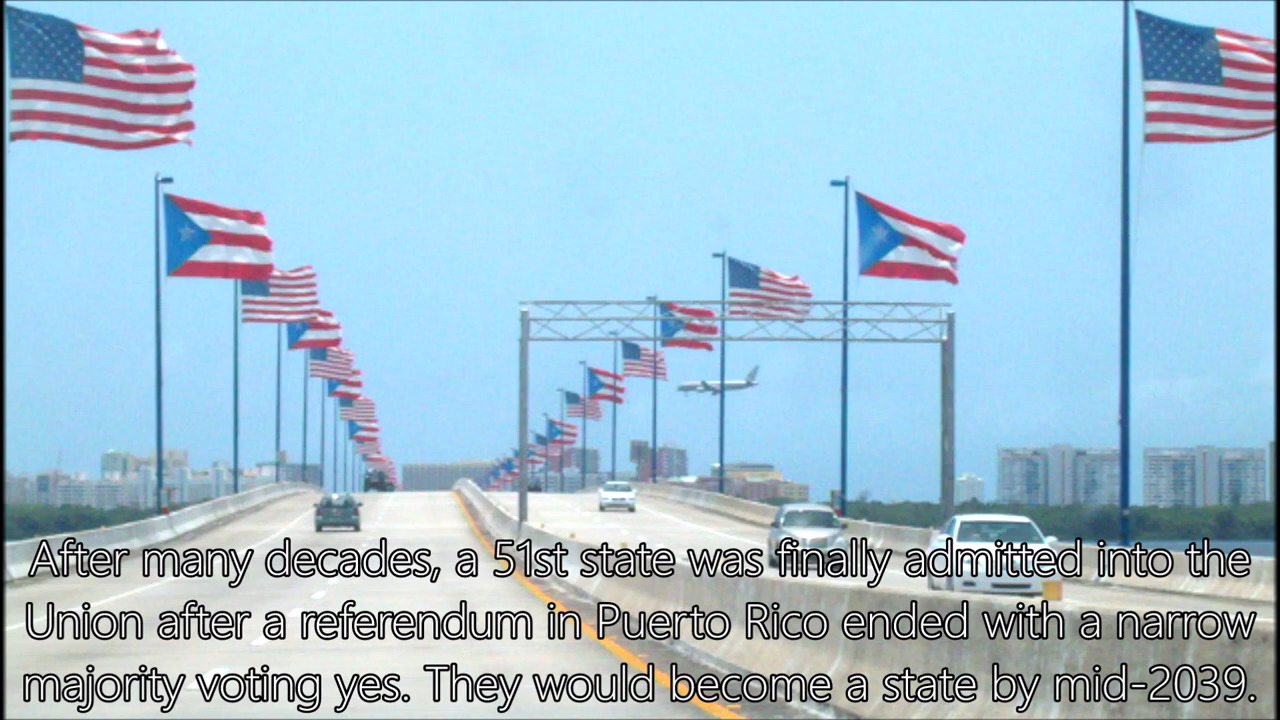 After many decades, a 51st state was finally admitted into the
Union after a referendum in Puerto Rico ended with a narrow
majority voting yes. They would become a state by mid-2039.